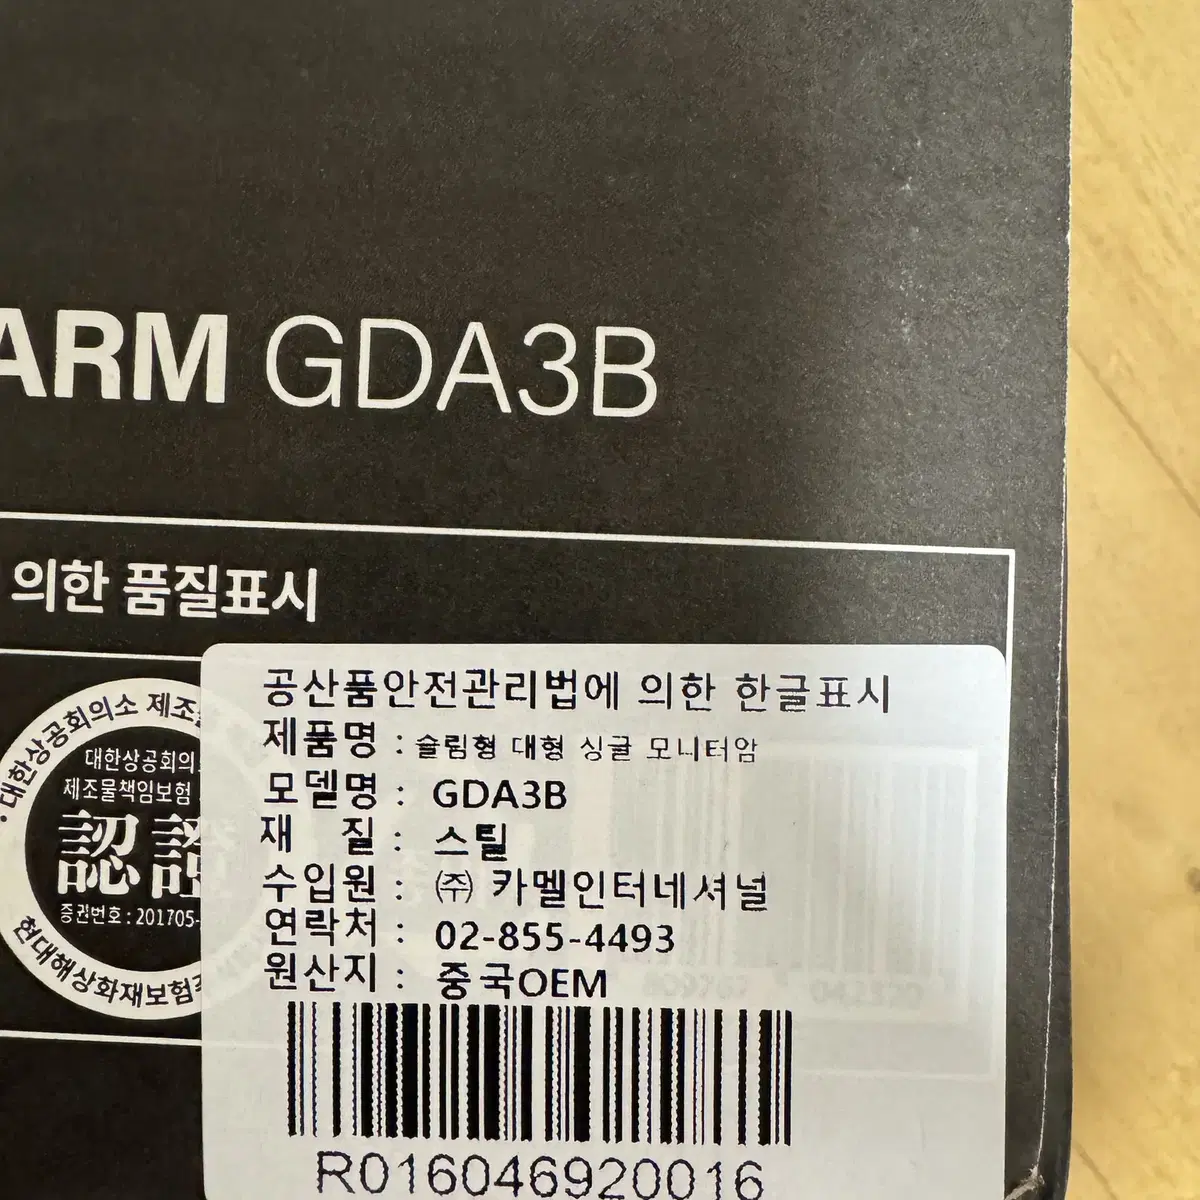 ARM GDA3B
의한 품질표시
대한상공회의소 제조
대한상공회의
제조물책임보험
認 證
증권번호 : 201705-
현대해상화재보험
공산품안전관리법에 의한 한글표시
제품명 : 슬림형 대형 싱글 모니터암
모델명 : GDA3B
재 질 : 스틸
수입원 : ㈜ 카멜인터네셔널
연락처 : 02-855-4493
원산지 : 중국OEM
R016046920016